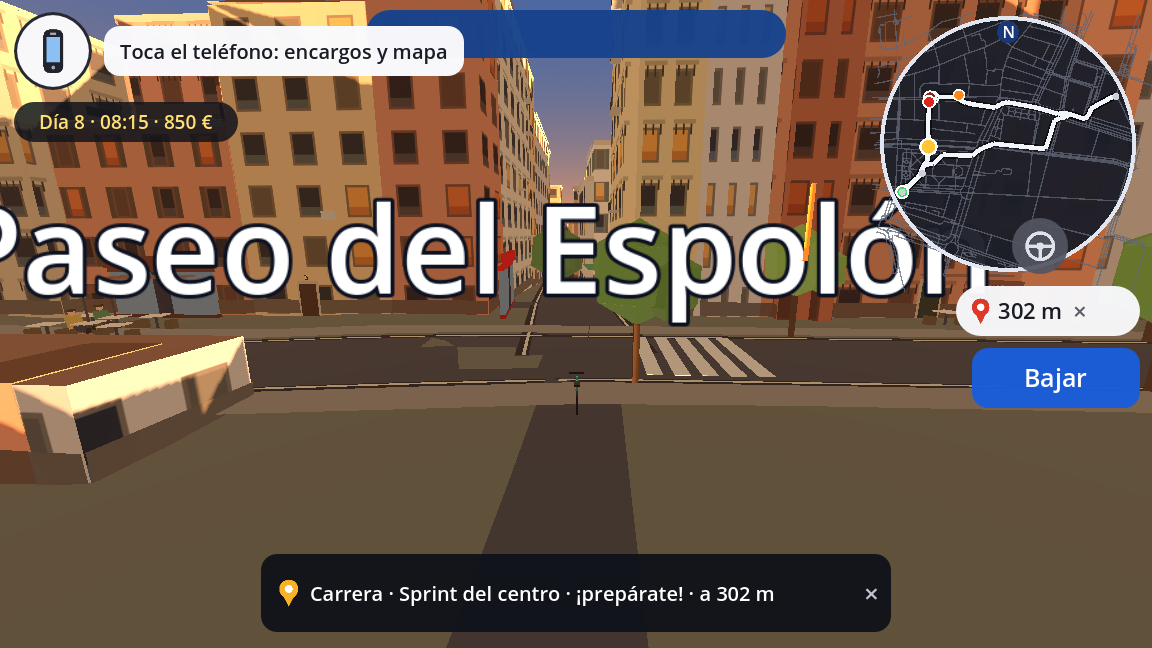 Toca el teléfono: encargos y mapa
N
Día 8 · 08:15 · 850 €
Paseo del Espolón
302 m ×
Bajar
Carrera · Sprint del centro · ¡prepárate! · a 302 m ×